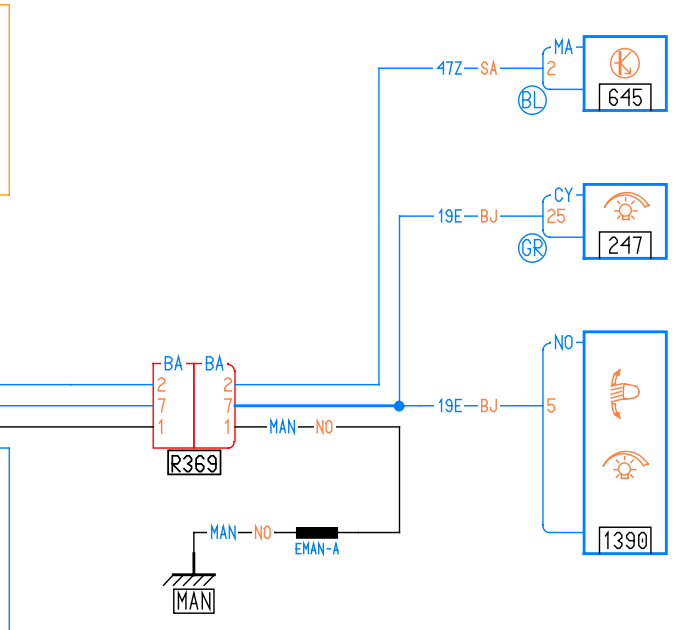 MA
47Z SA 2
BL 645
CY
19E BJ 25
GR 247
NO
BA BA
2 2
7 7 19E BJ 5
1 1 MAN NO
R369
MAN NO
EMAN-A
1390
MAN